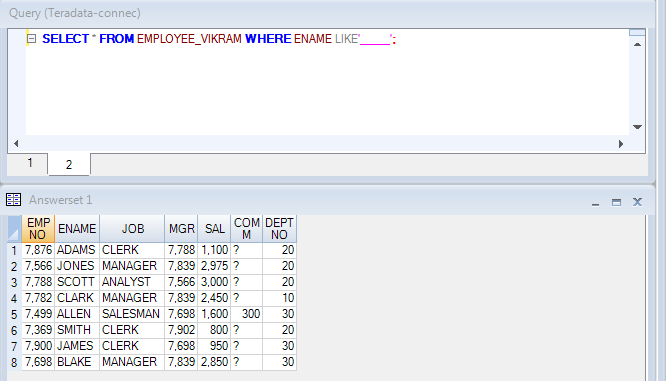 Query (Teradata-connec)
SELECT * FROM EMPLOYEE_VIKRAM WHERE ENAME LIKE'_____';
1 2
Answerset 1
EMP NO ENAME JOB MGR SAL COM M DEPT NO
1 7,876 ADAMS CLERK 7,788 1,100 ? 20
2 7,566 JONES MANAGER 7,839 2,975 ? 20
3 7,788 SCOTT ANALYST 7,566 3,000 ? 20
4 7,782 CLARK MANAGER 7,839 2,450 ? 10
5 7,499 ALLEN SALESMAN 7,698 1,600 300 30
6 7,369 SMITH CLERK 7,902 800 ? 20
7 7,900 JAMES CLERK 7,698 950 ? 30
8 7,698 BLAKE MANAGER 7,839 2,850 ? 30